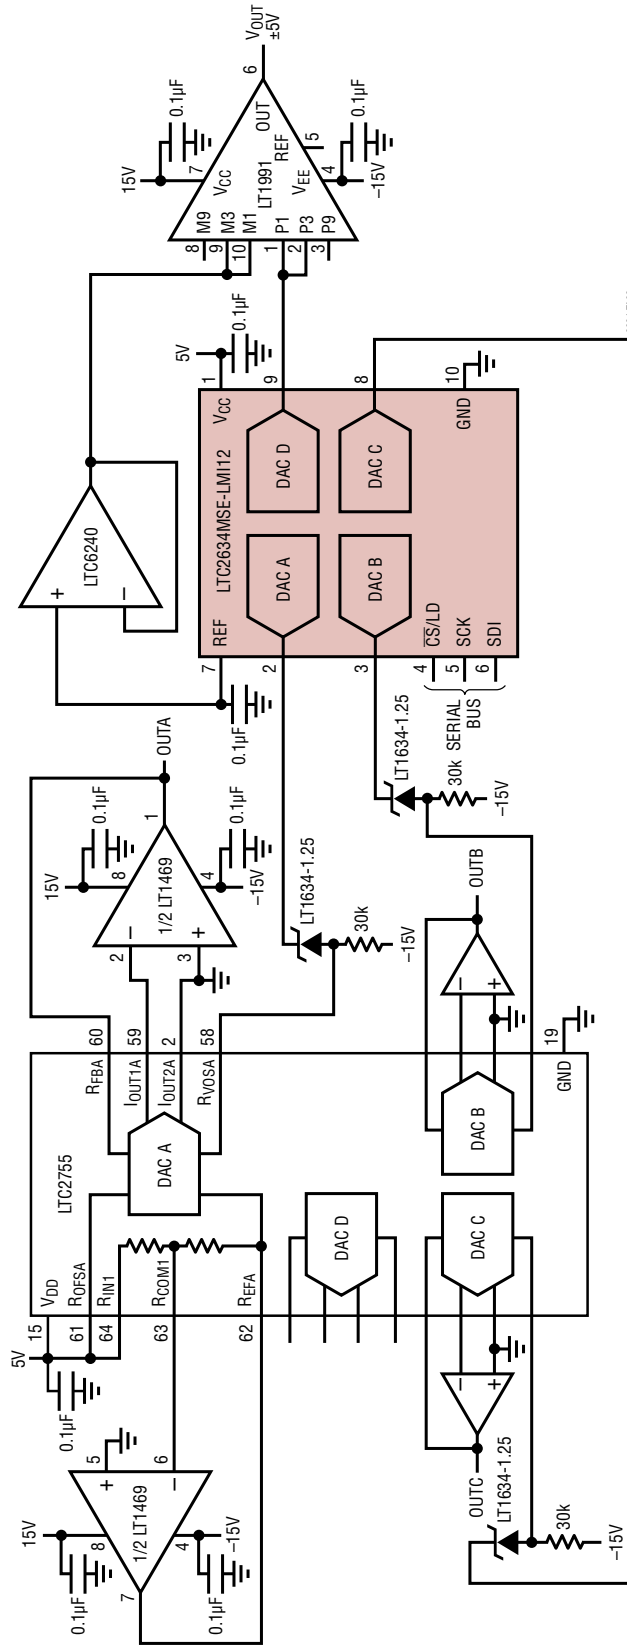 5V
15
V_DD
LTC2755
0.1µF
61
R_OFSA
64
R_IN1
63
R_COM1
62
R_EFA
DAC A
60
R_FBA
59
I_OUT1A
2
I_OUT2A
58
R_VOSA
15V
0.1µF
8
5
+
6
–
1/2 LT1469
7
4
–15V
0.1µF
15V
0.1µF
8
2
–
3
+
1/2 LT1469
1
OUTA
4
–15V
0.1µF
LT1634-1.25
30k
–15V
DAC D
DAC C
DAC B
–
+
OUTC
LT1634-1.25
30k
–15V
–
+
OUTB
19
GND
LT1634-1.25
30k
–15V
+
–
LTC6240
0.1µF
7
REF
LTC2634MSE-LMI12
5V
1
V_CC
0.1µF
2
DAC A
DAC D
9
3
DAC B
DAC C
8
4
CS/LD
5
SCK
6
SDI
SERIAL
BUS
GND
10
15V
0.1µF
7
V_CC
8
M9
9
M3
10
M1
1
P1
2
P3
3
P9
LT1991
OUT
6
V_OUT
±5V
REF
5
V_EE
4
–15V
0.1µF